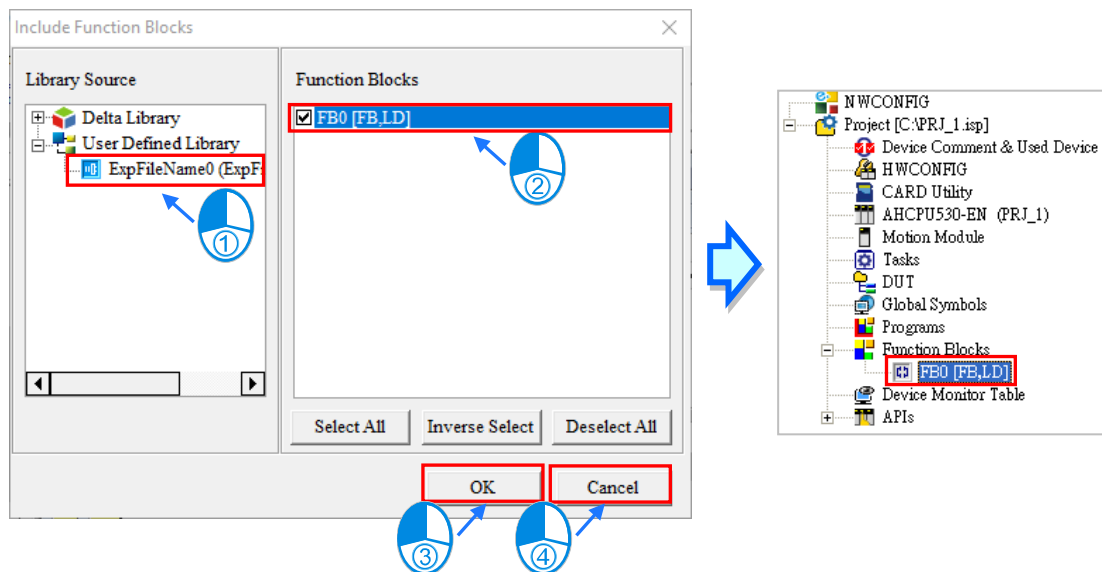 Include Function Blocks
Library Source
Delta Library
User Defined Library
ExpFileName0 (ExpF
①
Function Blocks
FB0 [FB,LD]
②
Select All
Inverse Select
Deselect All
OK
Cancel
③
④
NWCONFIG
Project [C:\PRJ_1.isp]
Device Comment & Used Device
HWCONFIG
CARD Utility
AHCPU530-EN (PRJ_1)
Motion Module
Tasks
DUT
Global Symbols
Programs
Function Blocks
FB0 [FB,LD]
Device Monitor Table
APIs